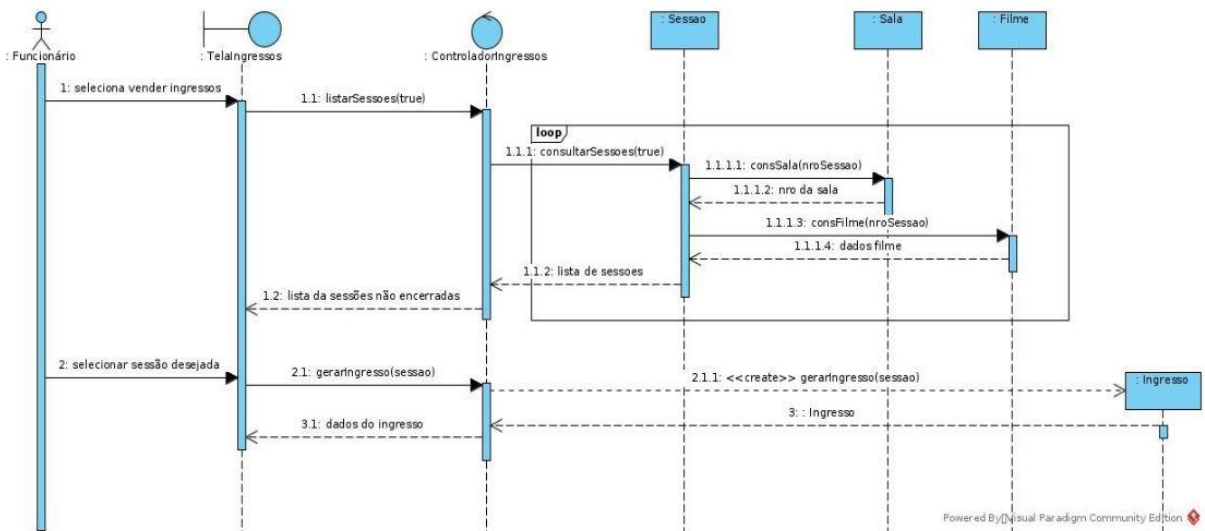 : Funcionário
: TelaIngressos
: ControladorIngressos
: Sessao
: Sala
: Filme
1: seleciona vender ingressos
1.1: listarSessoes(true)
loop
1.1.1: consultarSessoes(true)
1.1.1.1: consSala(nroSessao)
1.1.1.2: nro da sala
1.1.1.3: consFilme(nroSessao)
1.1.1.4: dados filme
1.1.2: lista de sessoes
1.2: lista da sessões não encerradas
2: selecionar sessão desejada
2.1: gerarIngresso(sessao)
2.1.1: <<create>> gerarIngresso(sessao)
: Ingresso
3: : Ingresso
3.1: dados do ingresso
Powered By Visual Paradigm Community Edition